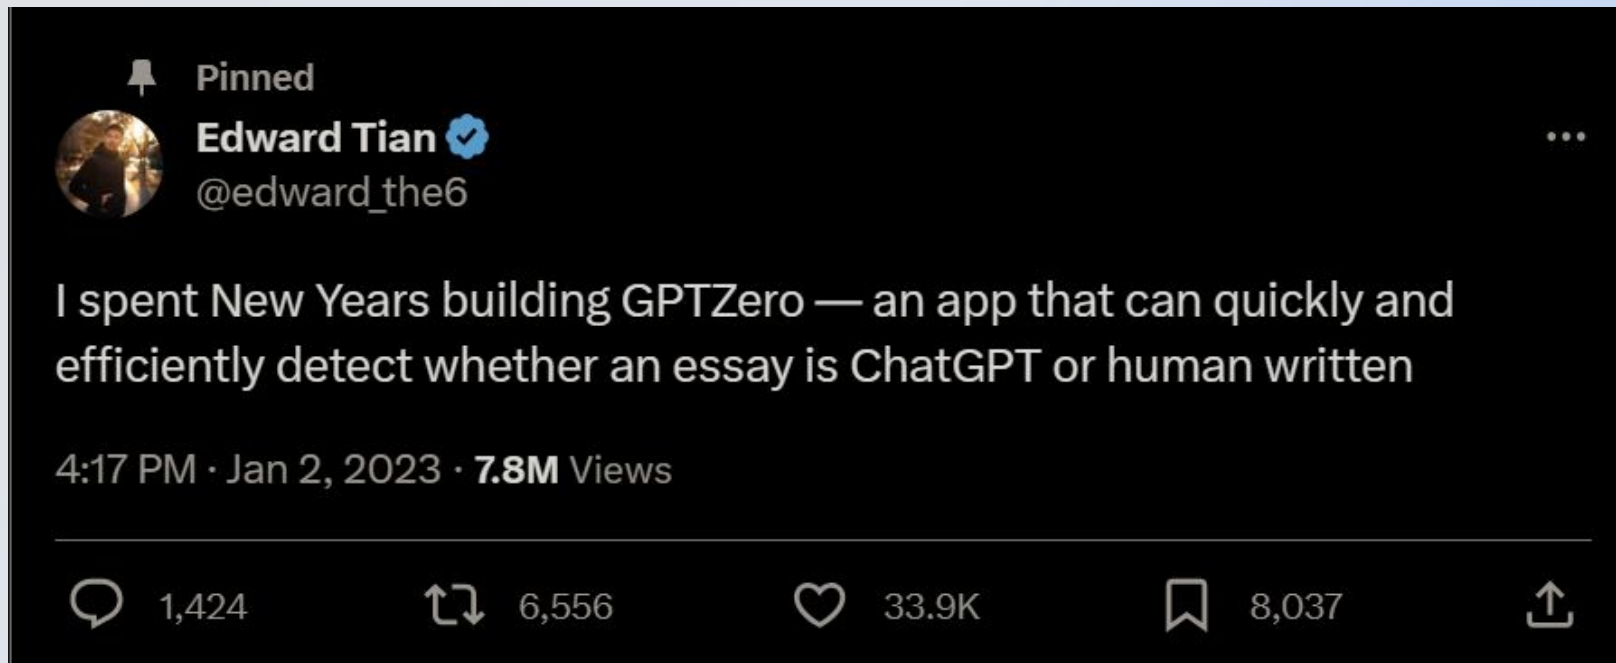 Pinned
Edward Tian
@edward_the6
I spent New Years building GPTZero — an app that can quickly and
efficiently detect whether an essay is ChatGPT or human written
4:17 PM · Jan 2, 2023 · 7.8M Views
1,424 6,556 33.9K 8,037